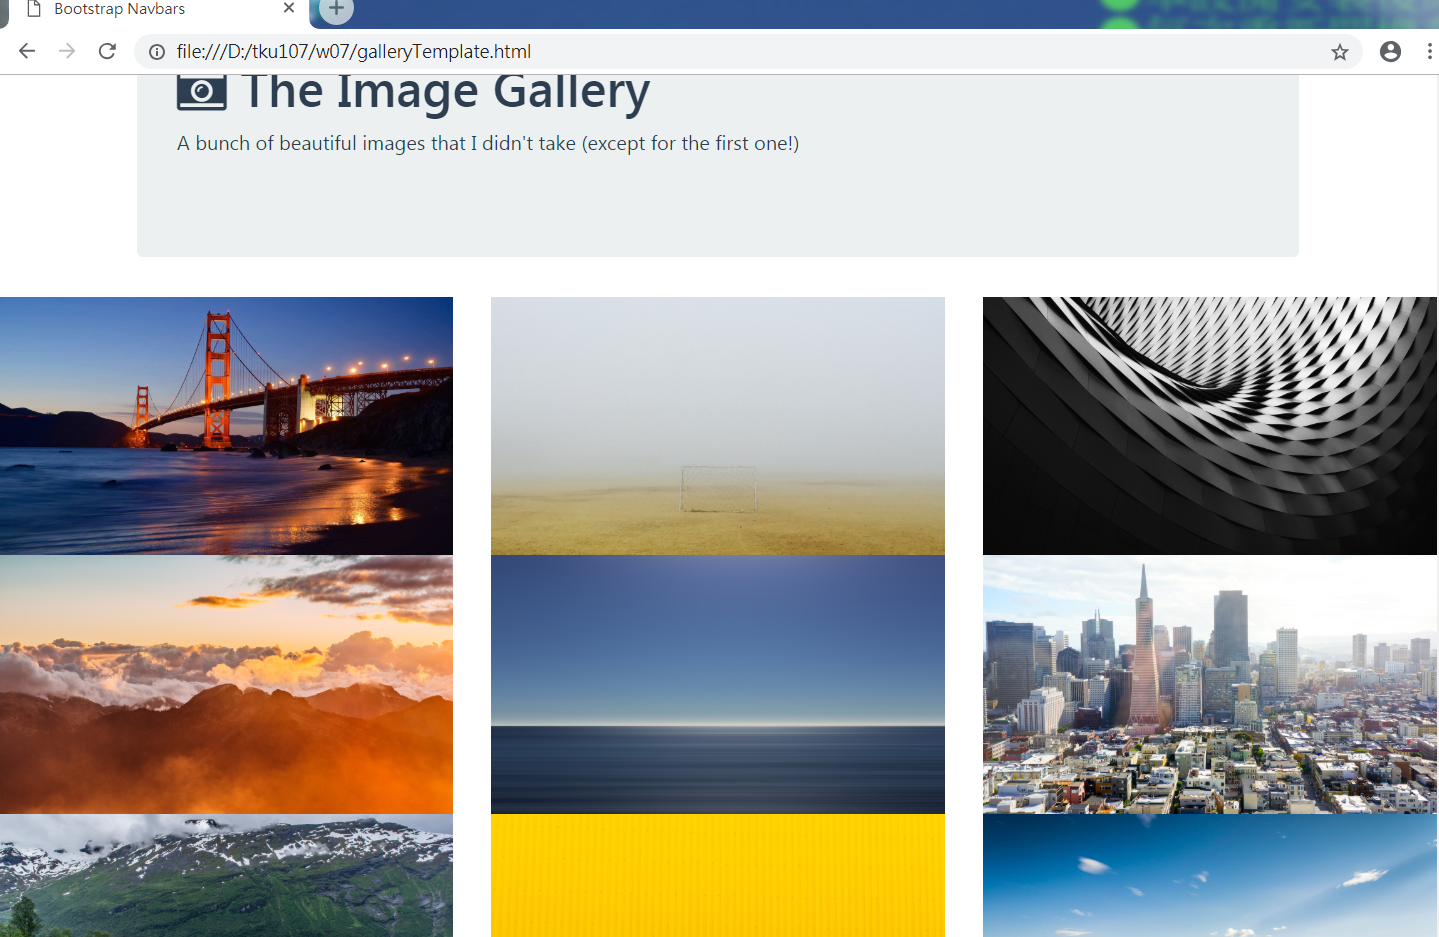 Bootstrap Navbars
file:///D:/tku107/w07/galleryTemplate.html
The Image Gallery
A bunch of beautiful images that I didn't take (except for the first one!)